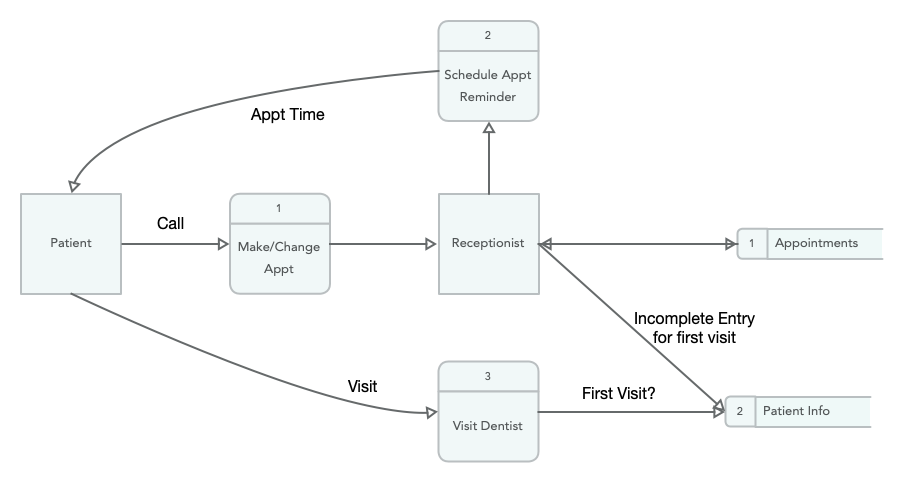 2
Schedule Appt
Reminder
Appt Time
Patient
Call
1
Make/Change
Appt
Receptionist
1
Appointments
Incomplete Entry
for first visit
Visit
3
Visit Dentist
First Visit?
2
Patient Info